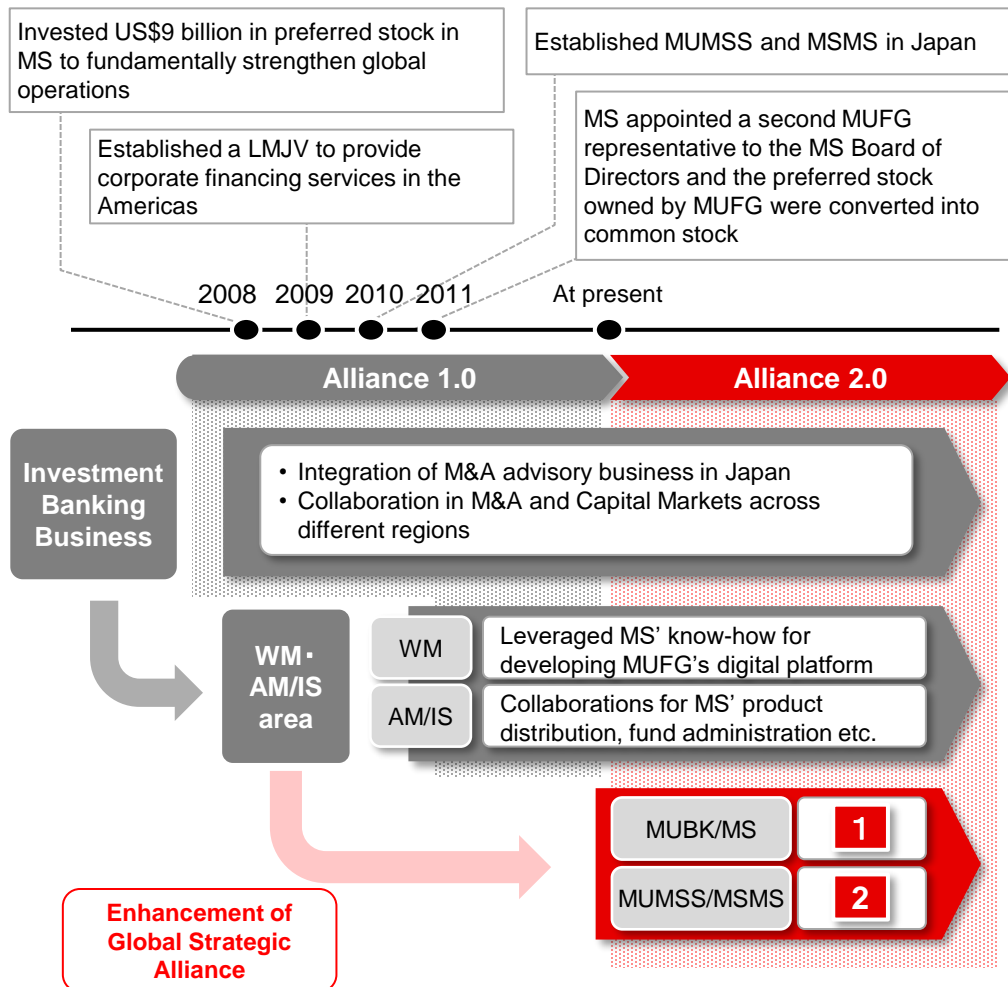 Invested US$9 billion in preferred stock in
MS to fundamentally strengthen global
operations
Established MUMSS and MSMS in Japan
Established a LMJV to provide
corporate financing services in the
Americas
MS appointed a second MUFG
representative to the MS Board of
Directors and the preferred stock
owned by MUFG were converted into
common stock
2008 2009 2010 2011 At present
Alliance 1.0 Alliance 2.0
Investment
Banking
Business
• Integration of M&A advisory business in Japan
• Collaboration in M&A and Capital Markets across
different regions
WM・
AM/IS
area
WM
Leveraged MS’ know-how for
developing MUFG’s digital platform
AM/IS
Collaborations for MS’ product
distribution, fund administration etc.
MUBK/MS 1
MUMSS/MSMS 2
Enhancement of
Global Strategic
Alliance